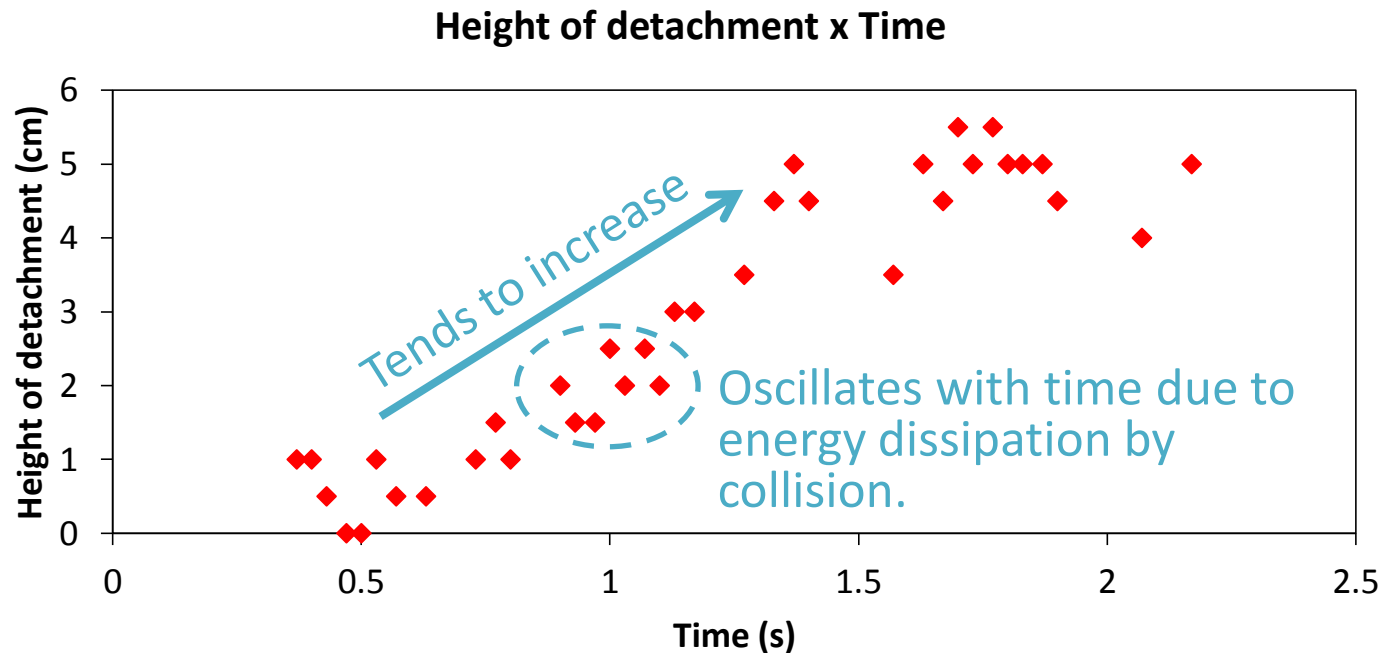 Height of detachment x Time
Height of detachment (cm)
6
5
4
3
2
1
0
Tends to increase
Oscillates with time due to
energy dissipation by
collision.
0
0.5
1
1.5
2
2.5
Time (s)